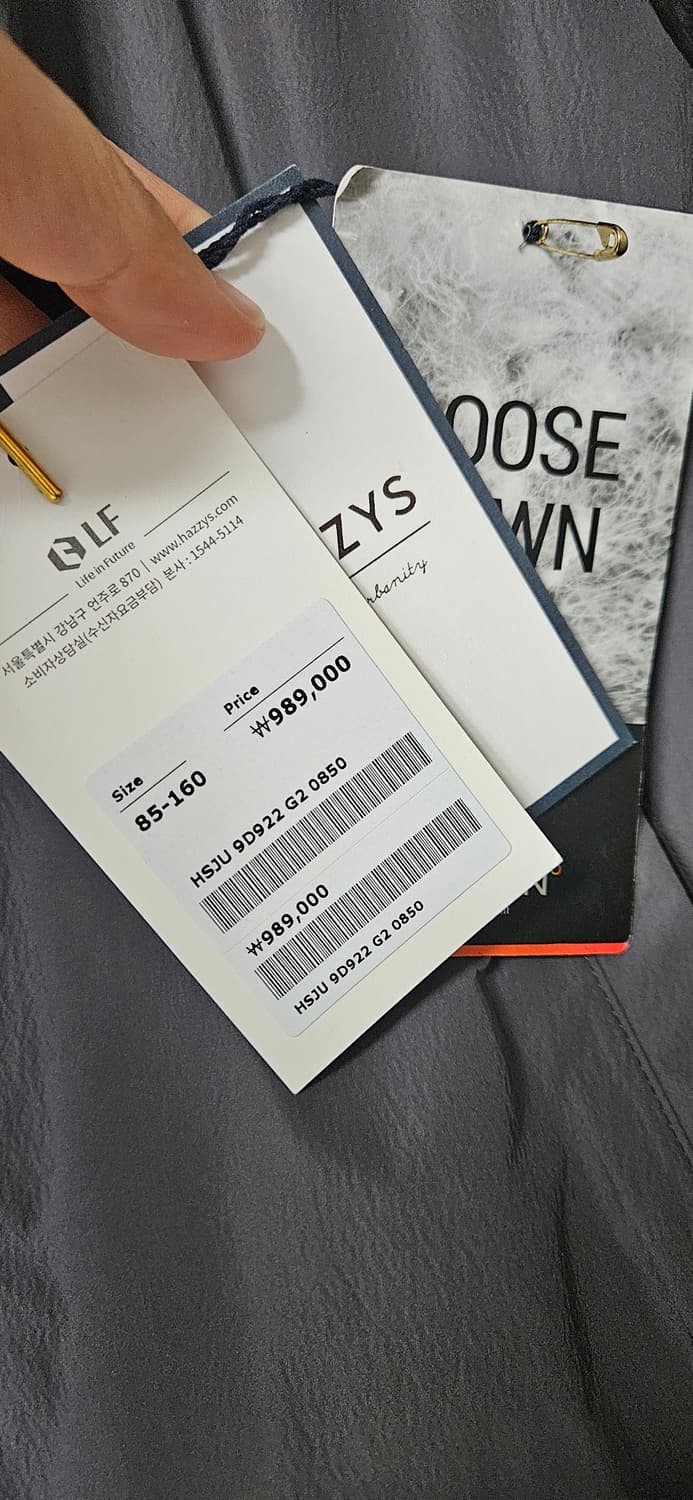 LF
Life in Future
서울특별시 강남구 언주로 870 | www.hazzys.com
소비자상담실(수신자요금부담) 본사 : 1544-5114
Size
85-160
Price
₩989,000
HSJU 9D922 G2 0850
₩989,000
HSJU 9D922 G2 0850
ZYS
rbanity
OOSE
WN